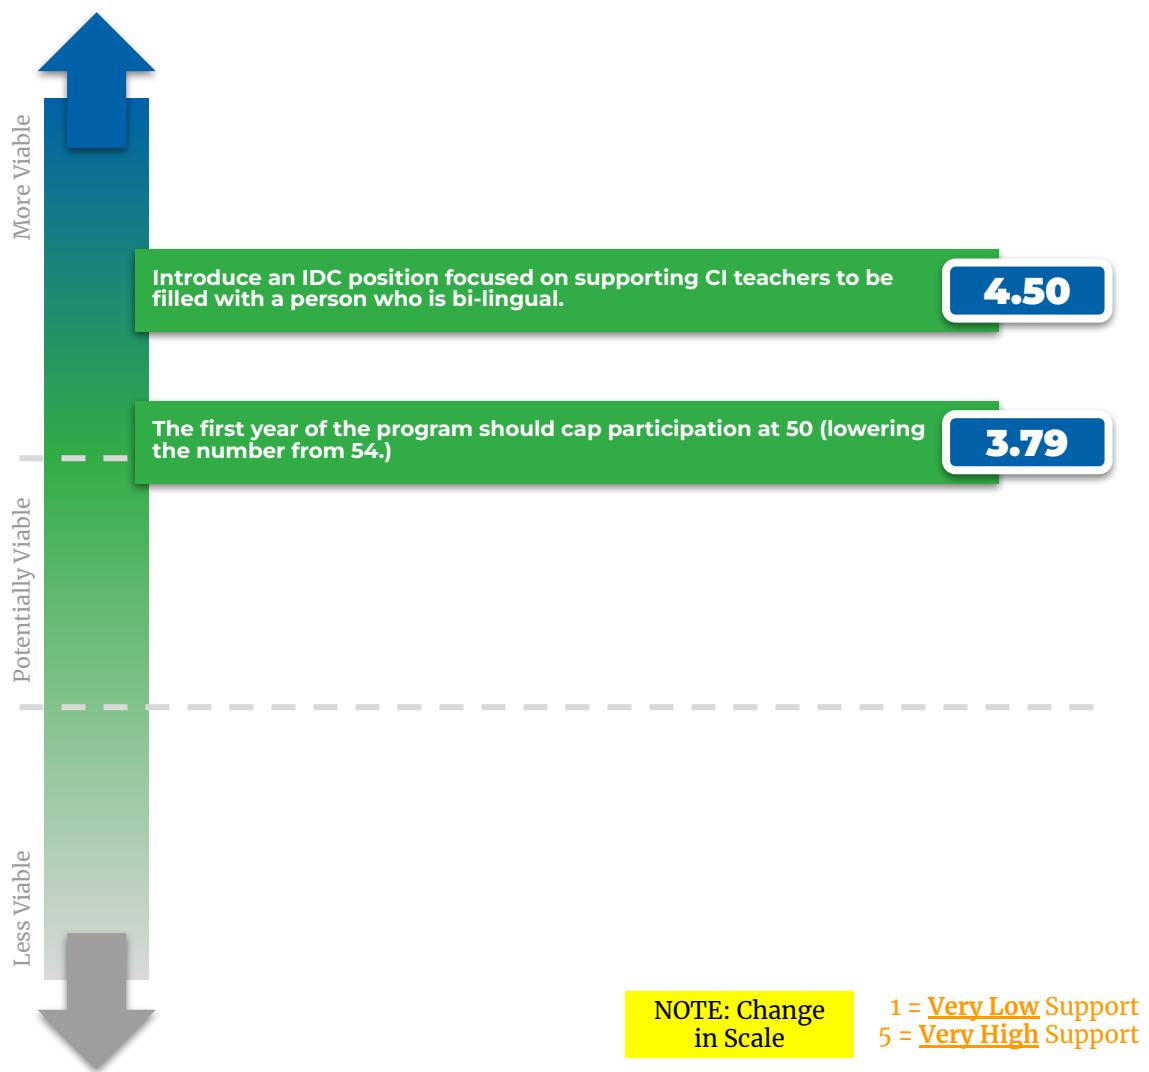 More Viable
Introduce an IDC position focused on supporting CI teachers to be
filled with a person who is bi-lingual.
4.50
The first year of the program should cap participation at 50 (lowering
the number from 54.)
3.79
Potentially Viable
Less Viable
NOTE: Change
in Scale
1 = Very Low Support
5 = Very High Support